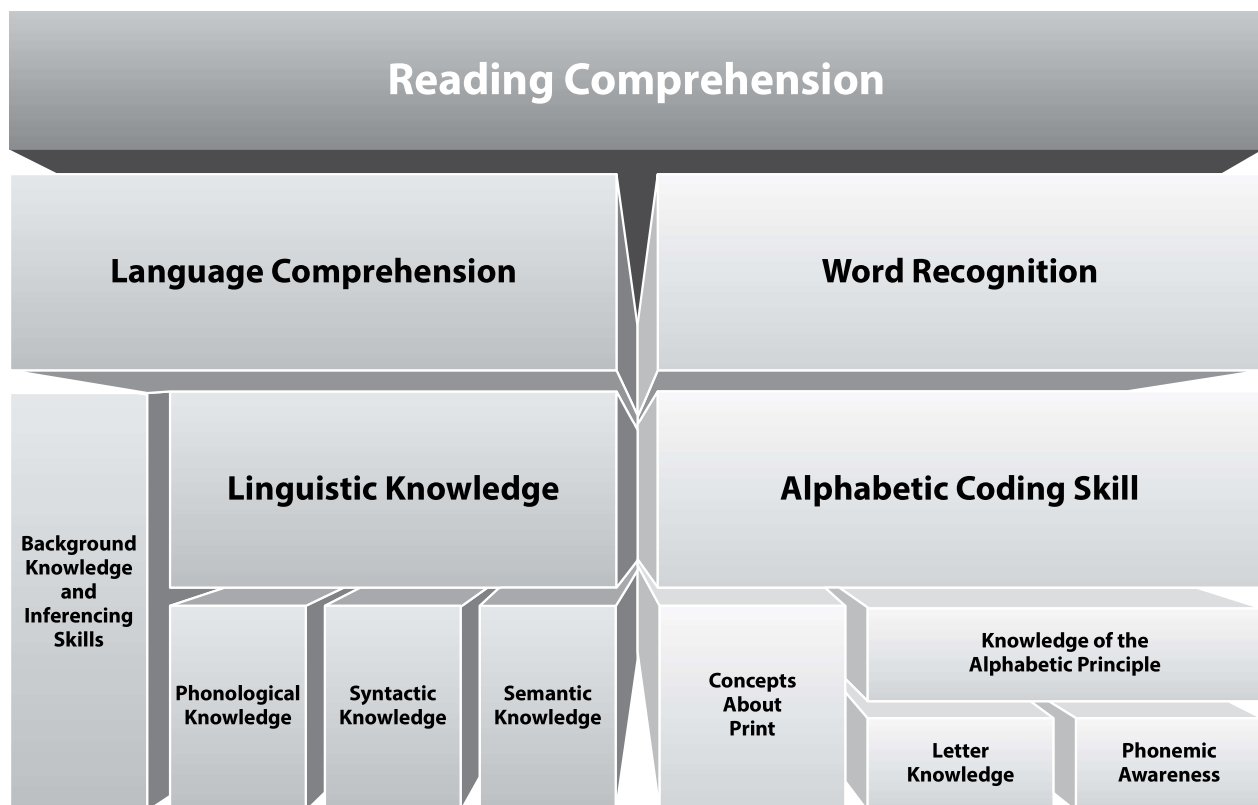 Reading Comprehension
Language Comprehension
Word Recognition
Linguistic Knowledge
Alphabetic Coding Skill
Background
Knowledge
and
Inferencing
Skills
Phonological
Knowledge
Syntactic
Knowledge
Semantic
Knowledge
Concepts
About
Print
Knowledge of the
Alphabetic Principle
Letter
Knowledge
Phonemic
Awareness